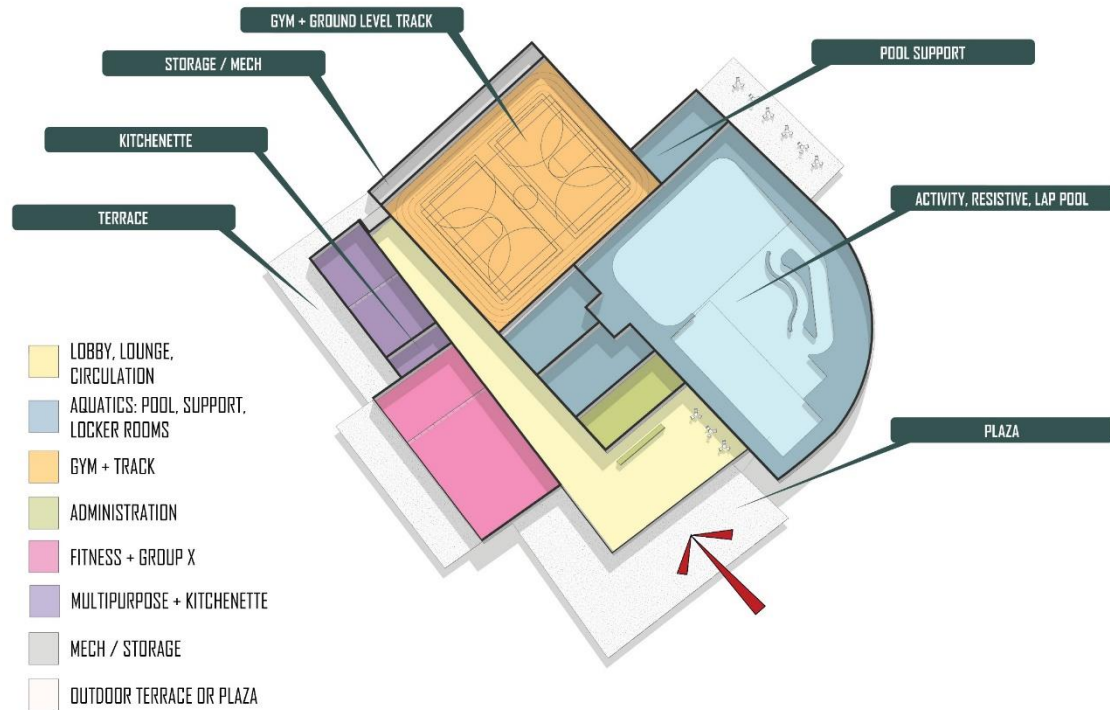 GYM + GROUND LEVEL TRACK
STORAGE / MECH
POOL SUPPORT
KITCHENETTE
ACTIVITY, RESISTIVE, LAP POOL
TERRACE
PLAZA
LOBBY, LOUNGE,
CIRCULATION
AQUATICS: POOL, SUPPORT,
LOCKER ROOMS
GYM + TRACK
ADMINISTRATION
FITNESS + GROUP X
MULTIPURPOSE + KITCHENETTE
MECH / STORAGE
OUTDOOR TERRACE OR PLAZA